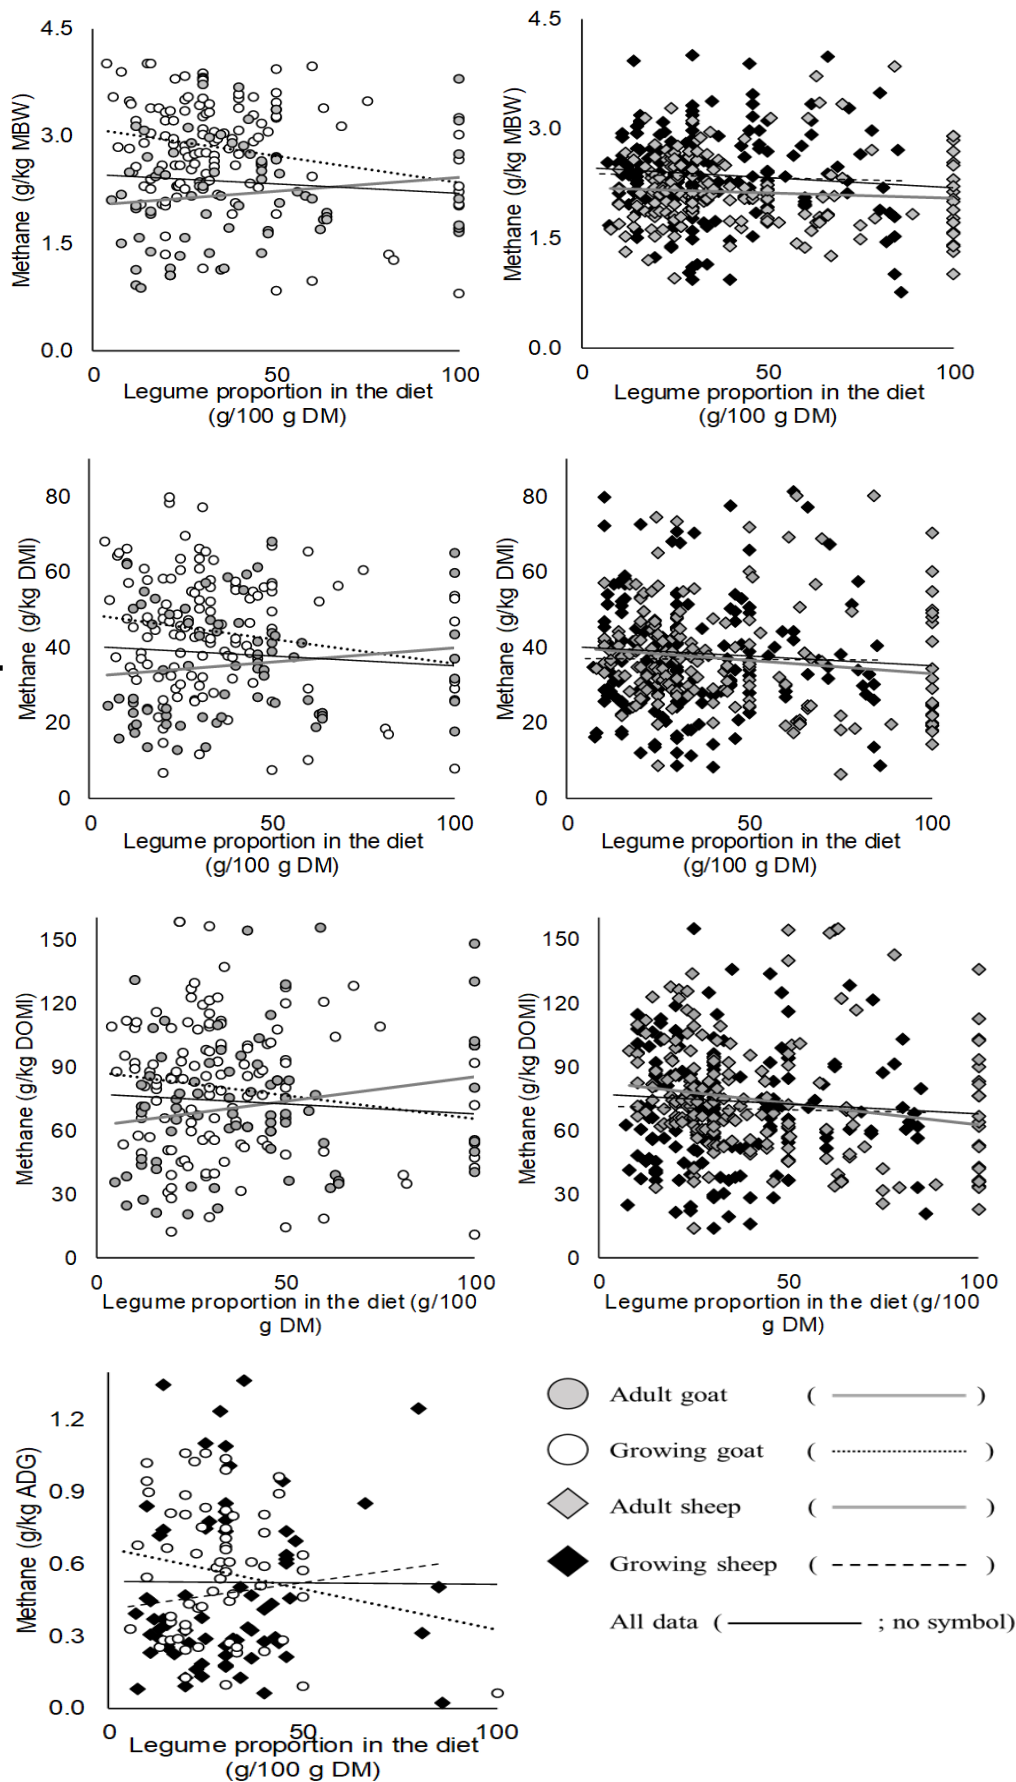 4.5
3.0
1.5
0.0
Methane (g/kg MBW)
0
50
100
Legume proportion in the diet
(g/100 g DM)
4.5
3.0
1.5
0.0
Methane (g/kg MBW)
0
50
100
Legume proportion in the diet
(g/100 g DM)
80
60
40
20
0
Methane (g/kg DMI)
0
50
100
Legume proportion in the diet
(g/100 g DM)
80
60
40
20
0
Methane (g/kg DMI)
0
50
100
Legume proportion in the diet
(g/100 g DM)
150
120
90
60
30
0
Methane (g/kg DOMI)
0
50
100
Legume proportion in the diet (g/100
g DM)
150
120
90
60
30
0
Methane (g/kg DOMI)
0
50
100
Legume proportion in the diet (g/100
g DM)
1.2
0.9
0.6
0.3
0.0
Methane (g/kg ADG)
0
50
100
Legume proportion in the diet
(g/100 g DM)
Adult goat ( )
Growing goat ( )
Adult sheep ( )
Growing sheep ( )
All data ( ; no symbol)